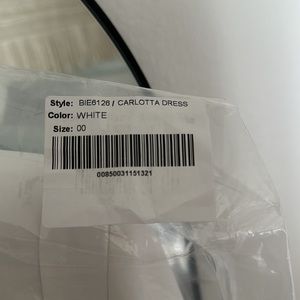 Style: BIE6126 / CARLOTTA DRESS
Color: WHITE
Size: 00
00850031151321